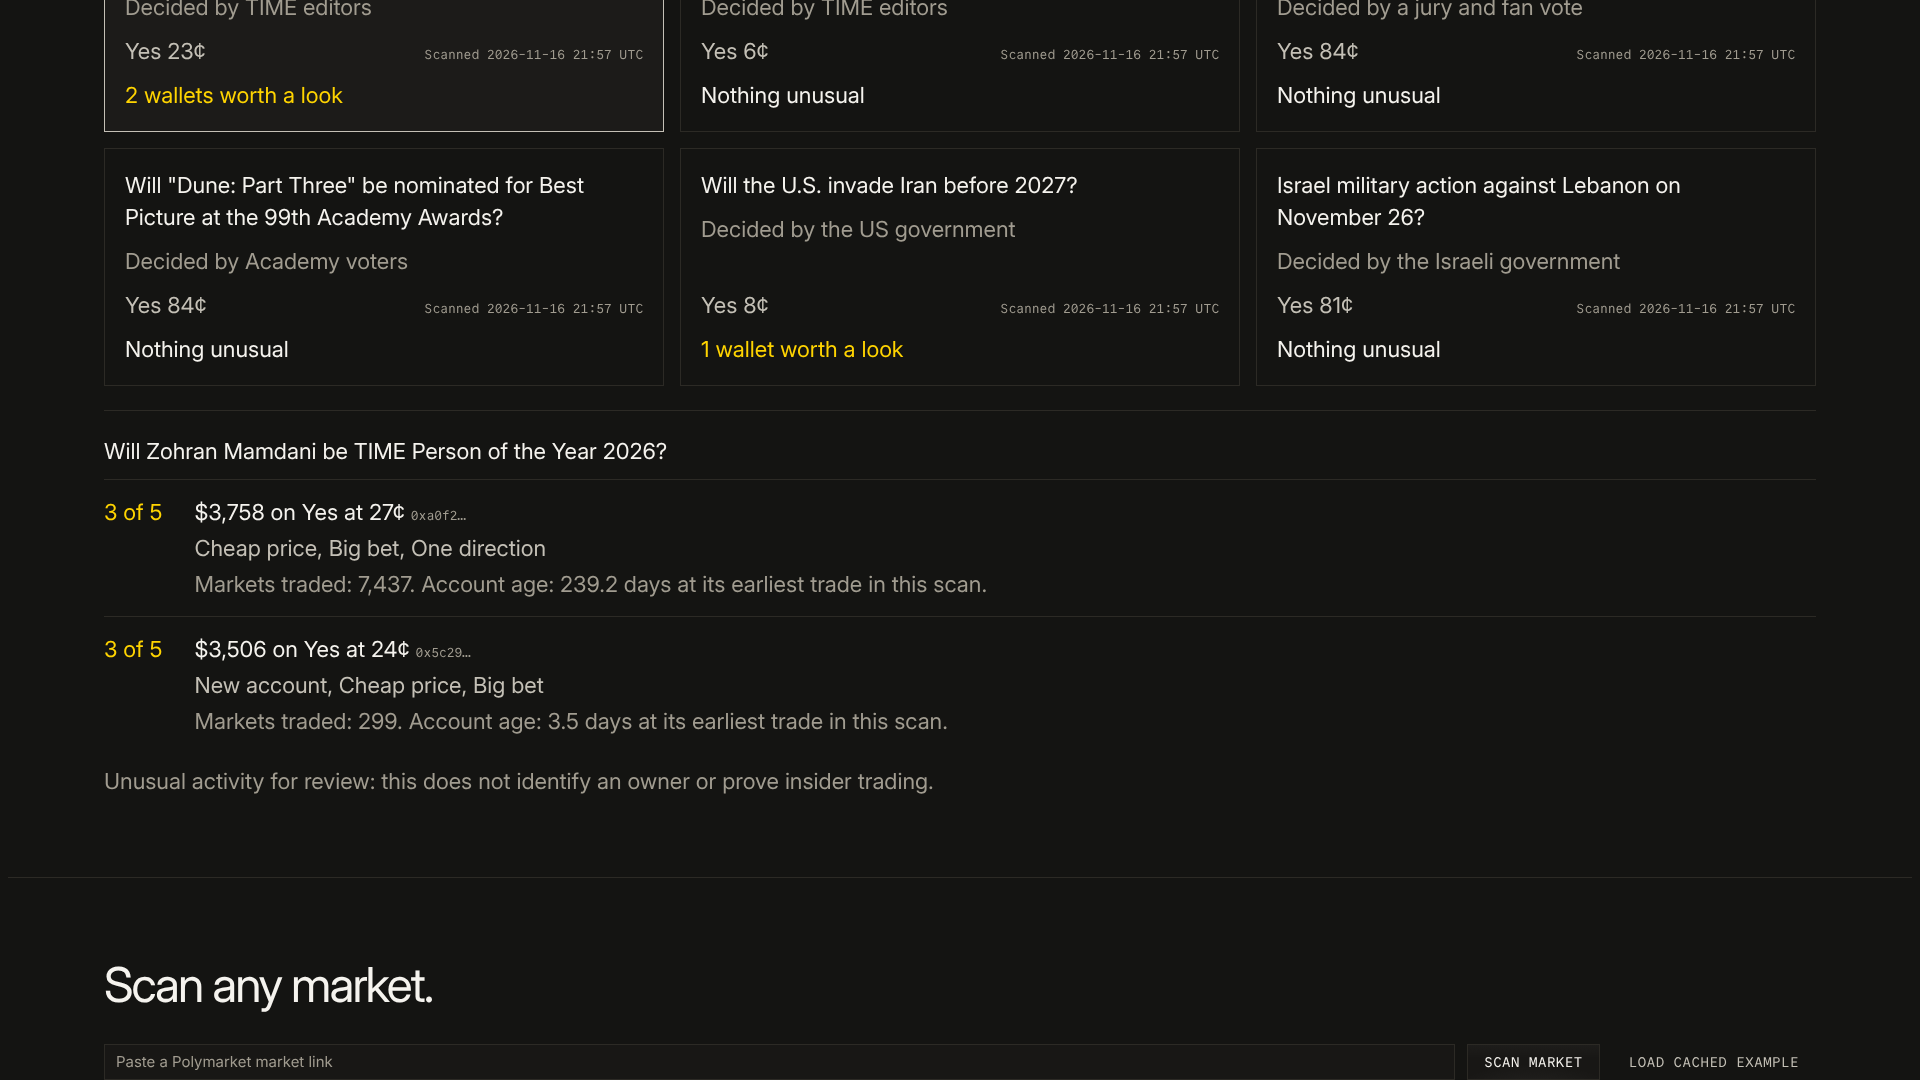 Decided by TIME editors
Yes 23¢
Scanned 2026-11-16 21:57 UTC
2 wallets worth a look
Decided by TIME editors
Yes 6¢
Scanned 2026-11-16 21:57 UTC
Nothing unusual
Decided by a jury and fan vote
Yes 84¢
Scanned 2026-11-16 21:57 UTC
Nothing unusual
Will "Dune: Part Three" be nominated for Best
Picture at the 99th Academy Awards?
Decided by Academy voters
Yes 84¢
Scanned 2026-11-16 21:57 UTC
Nothing unusual
Will the U.S. invade Iran before 2027?
Decided by the US government
Yes 8¢
Scanned 2026-11-16 21:57 UTC
1 wallet worth a look
Israel military action against Lebanon on
November 26?
Decided by the Israeli government
Yes 81¢
Scanned 2026-11-16 21:57 UTC
Nothing unusual
Will Zohran Mamdani be TIME Person of the Year 2026?
3 of 5
$3,758 on Yes at 27¢ 0xa0f2…
Cheap price, Big bet, One direction
Markets traded: 7,437. Account age: 239.2 days at its earliest trade in this scan.
3 of 5
$3,506 on Yes at 24¢ 0x5c29…
New account, Cheap price, Big bet
Markets traded: 299. Account age: 3.5 days at its earliest trade in this scan.
Unusual activity for review: this does not identify an owner or prove insider trading.
Scan any market.
Paste a Polymarket market link
SCAN MARKET
LOAD CACHED EXAMPLE